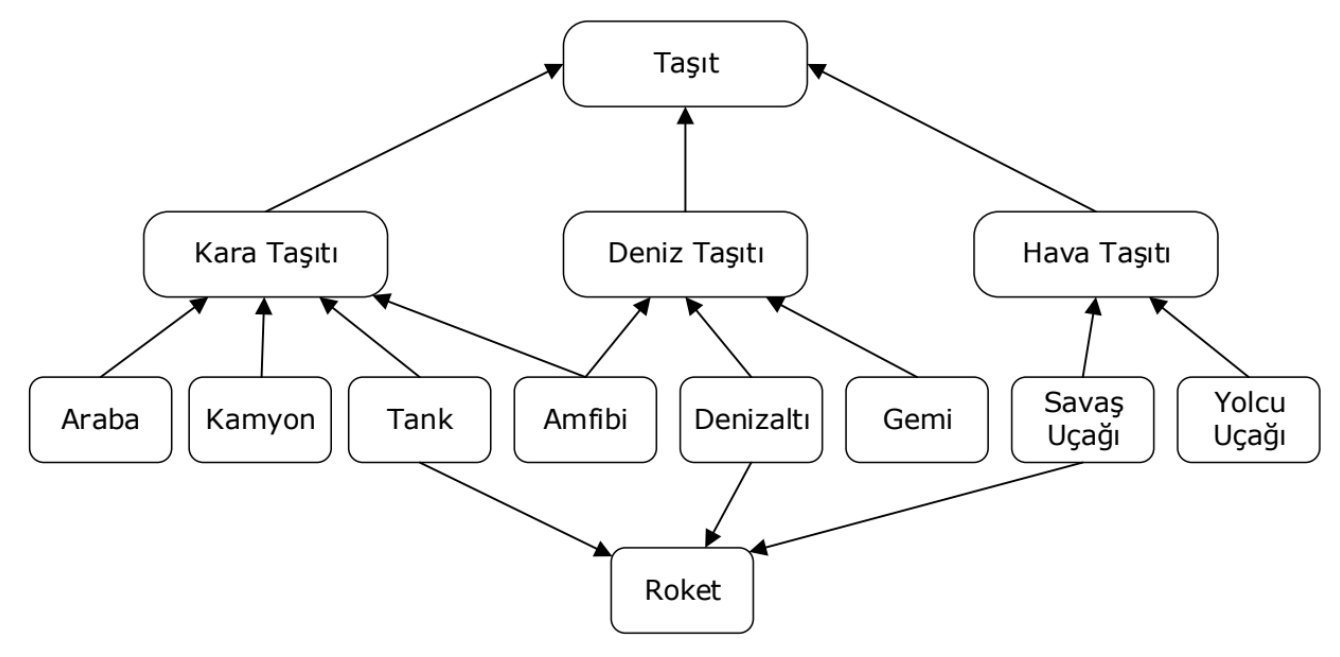 Taşıt
Kara Taşıtı
Deniz Taşıtı
Hava Taşıtı
Araba
Kamyon
Tank
Amfibi
Denizaltı
Gemi
Savaş
Uçağı
Yolcu
Uçağı
Roket